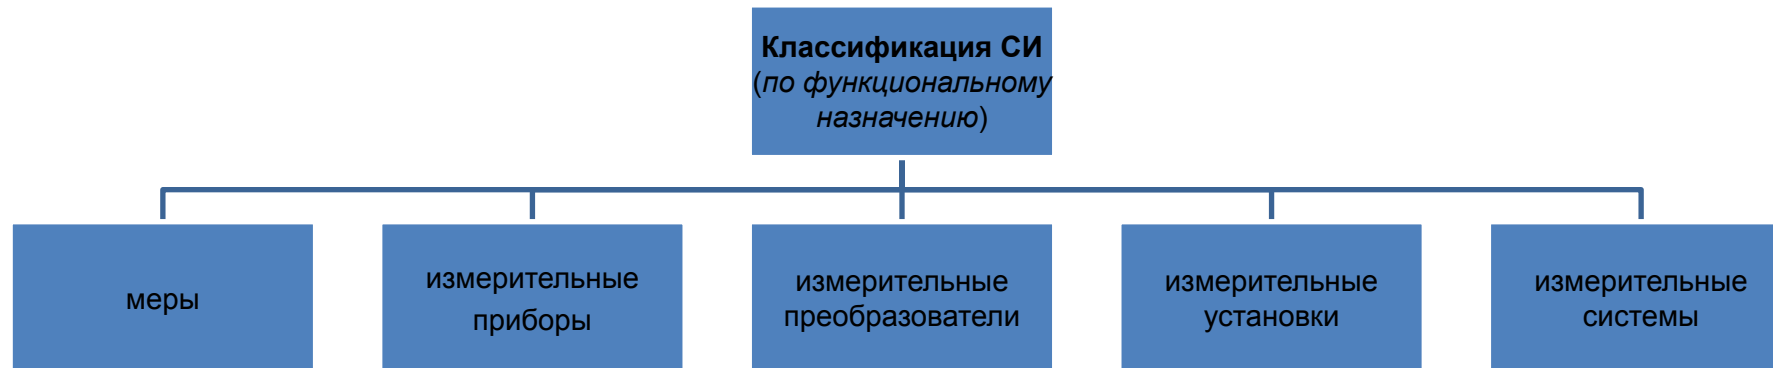 Классификация СИ
(по функциональному
назначению)
меры
измерительные
приборы
измерительные
преобразователи
измерительные
установки
измерительные
системы